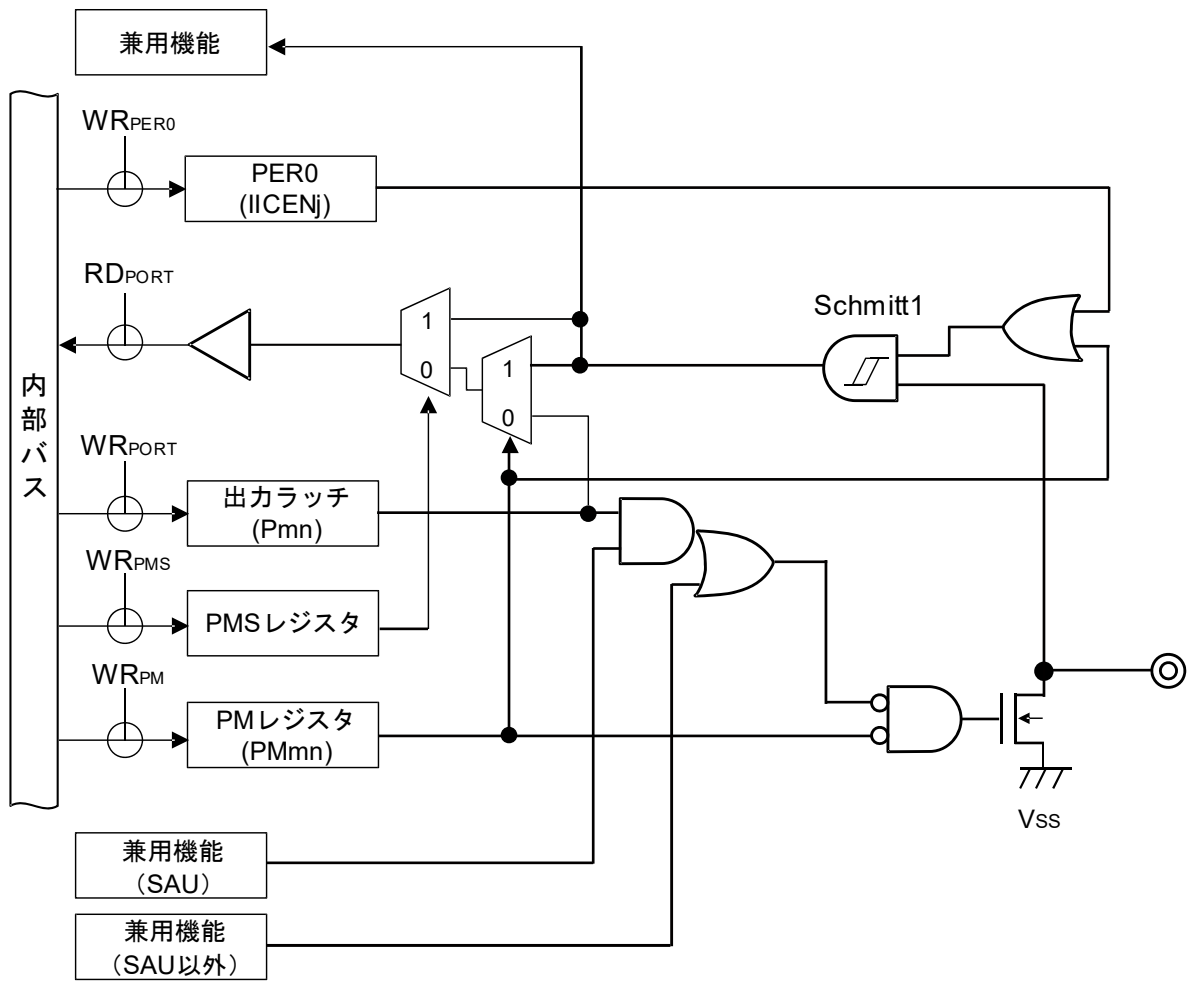 兼用機能
WRPER0
PER0
(IICENj)
RDPORT
Schmitt1
1
0
1
0
内部バス
WRPORT
出力ラッチ
(Pmn)
WRPMS
PMSレジスタ
WRPM
PMレジスタ
(PMmn)
VSS
兼用機能
（SAU）
兼用機能
（SAU以外）